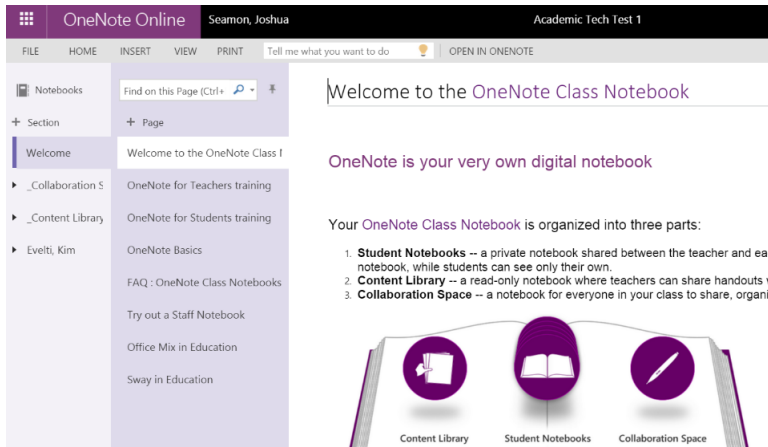 OneNote Online Seamon, Joshua Academic Tech Test 1
FILE HOME INSERT VIEW PRINT Tell me what you want to do OPEN IN ONENOTE
Notebooks
+ Section
Welcome
_Collaboration S
_Content Library
Evelti, Kim
Find on this Page (Ctrl+
+ Page
Welcome to the OneNote Class N
OneNote for Teachers training
OneNote for Students training
OneNote Basics
FAQ : OneNote Class Notebooks
Try out a Staff Notebook
Office Mix in Education
Sway in Education
Welcome to the OneNote Class Notebook
OneNote is your very own digital notebook
Your OneNote Class Notebook is organized into three parts:
1. Student Notebooks -- a private notebook shared between the teacher and ea
notebook, while students can see only their own.
2. Content Library -- a read-only notebook where teachers can share handouts
3. Collaboration Space -- a notebook for everyone in your class to share, organi
Content Library Student Notebooks Collaboration Space